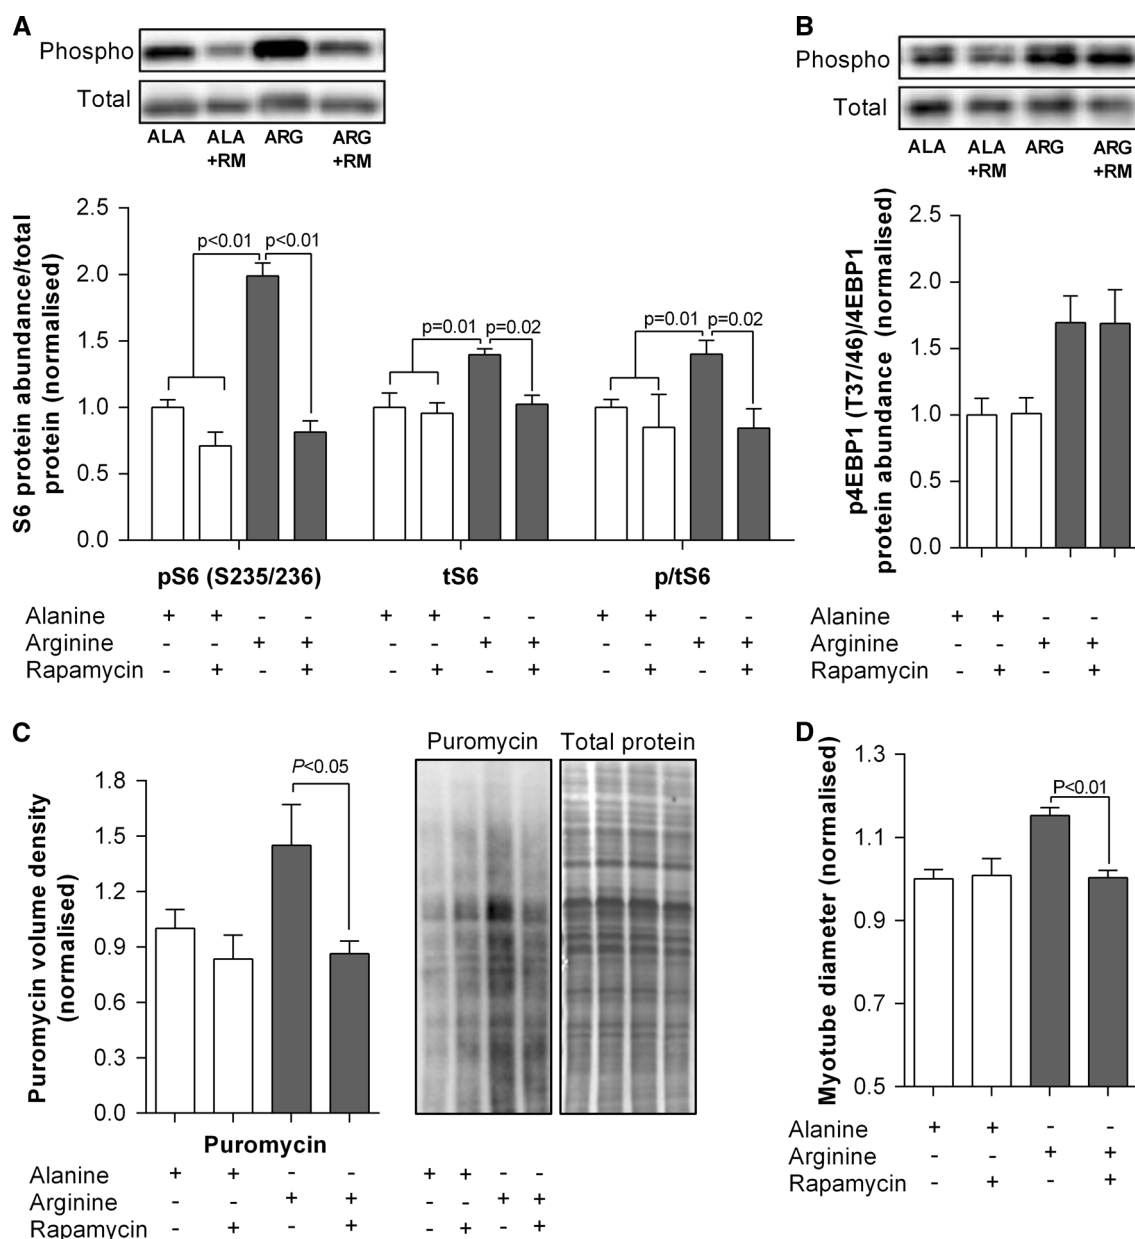 A
Phospho
Total
ALA ALA ARG ARG
+RM +RM
S6 protein abundance/total
protein (normalised)
2.5
2.0
1.5
1.0
0.5
0.0
p<0.01 p<0.01
p=0.01 p=0.02
p=0.01 p=0.02
pS6 (S235/236) tS6 p/tS6
Alanine + + - - + + - - + + - -
Arginine - - + + - - + + - - + +
Rapamycin - + - + - + - + - + - +
B
Phospho
Total
ALA ALA ARG ARG
+RM +RM
p4EBP1 (T37/46)/4EBP1
protein abundance (normalised)
2.5
2.0
1.5
1.0
0.5
0.0
Alanine + + - -
Arginine - - + +
Rapamycin - + - +
C
Puromycin volume density
(normalised)
1.8
1.5
1.2
0.9
0.6
0.3
0.0
P<0.05
Puromycin
Puromycin Total protein
Alanine + + - - + + - -
Arginine - - + + - - + +
Rapamycin - + - + - + - +
D
Myotube diameter (normalised)
1.3
1.1
0.9
0.7
0.5
P<0.01
Alanine + + - -
Arginine - - + +
Rapamycin - + - +